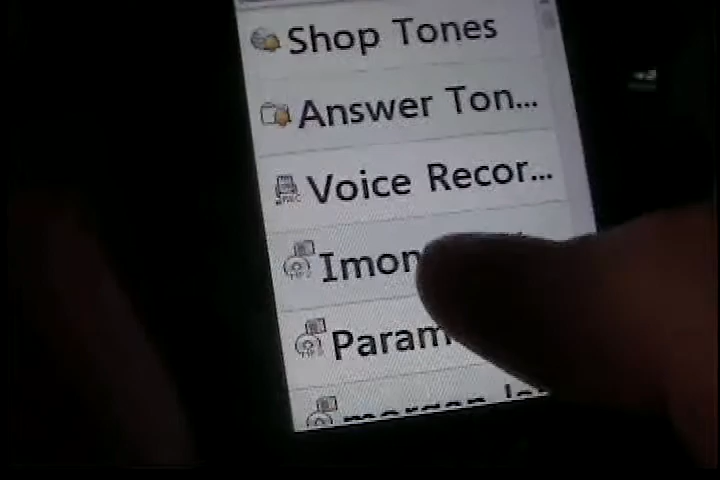 Shop Tones
Answer Ton...
Voice Recor...
Imon
Param